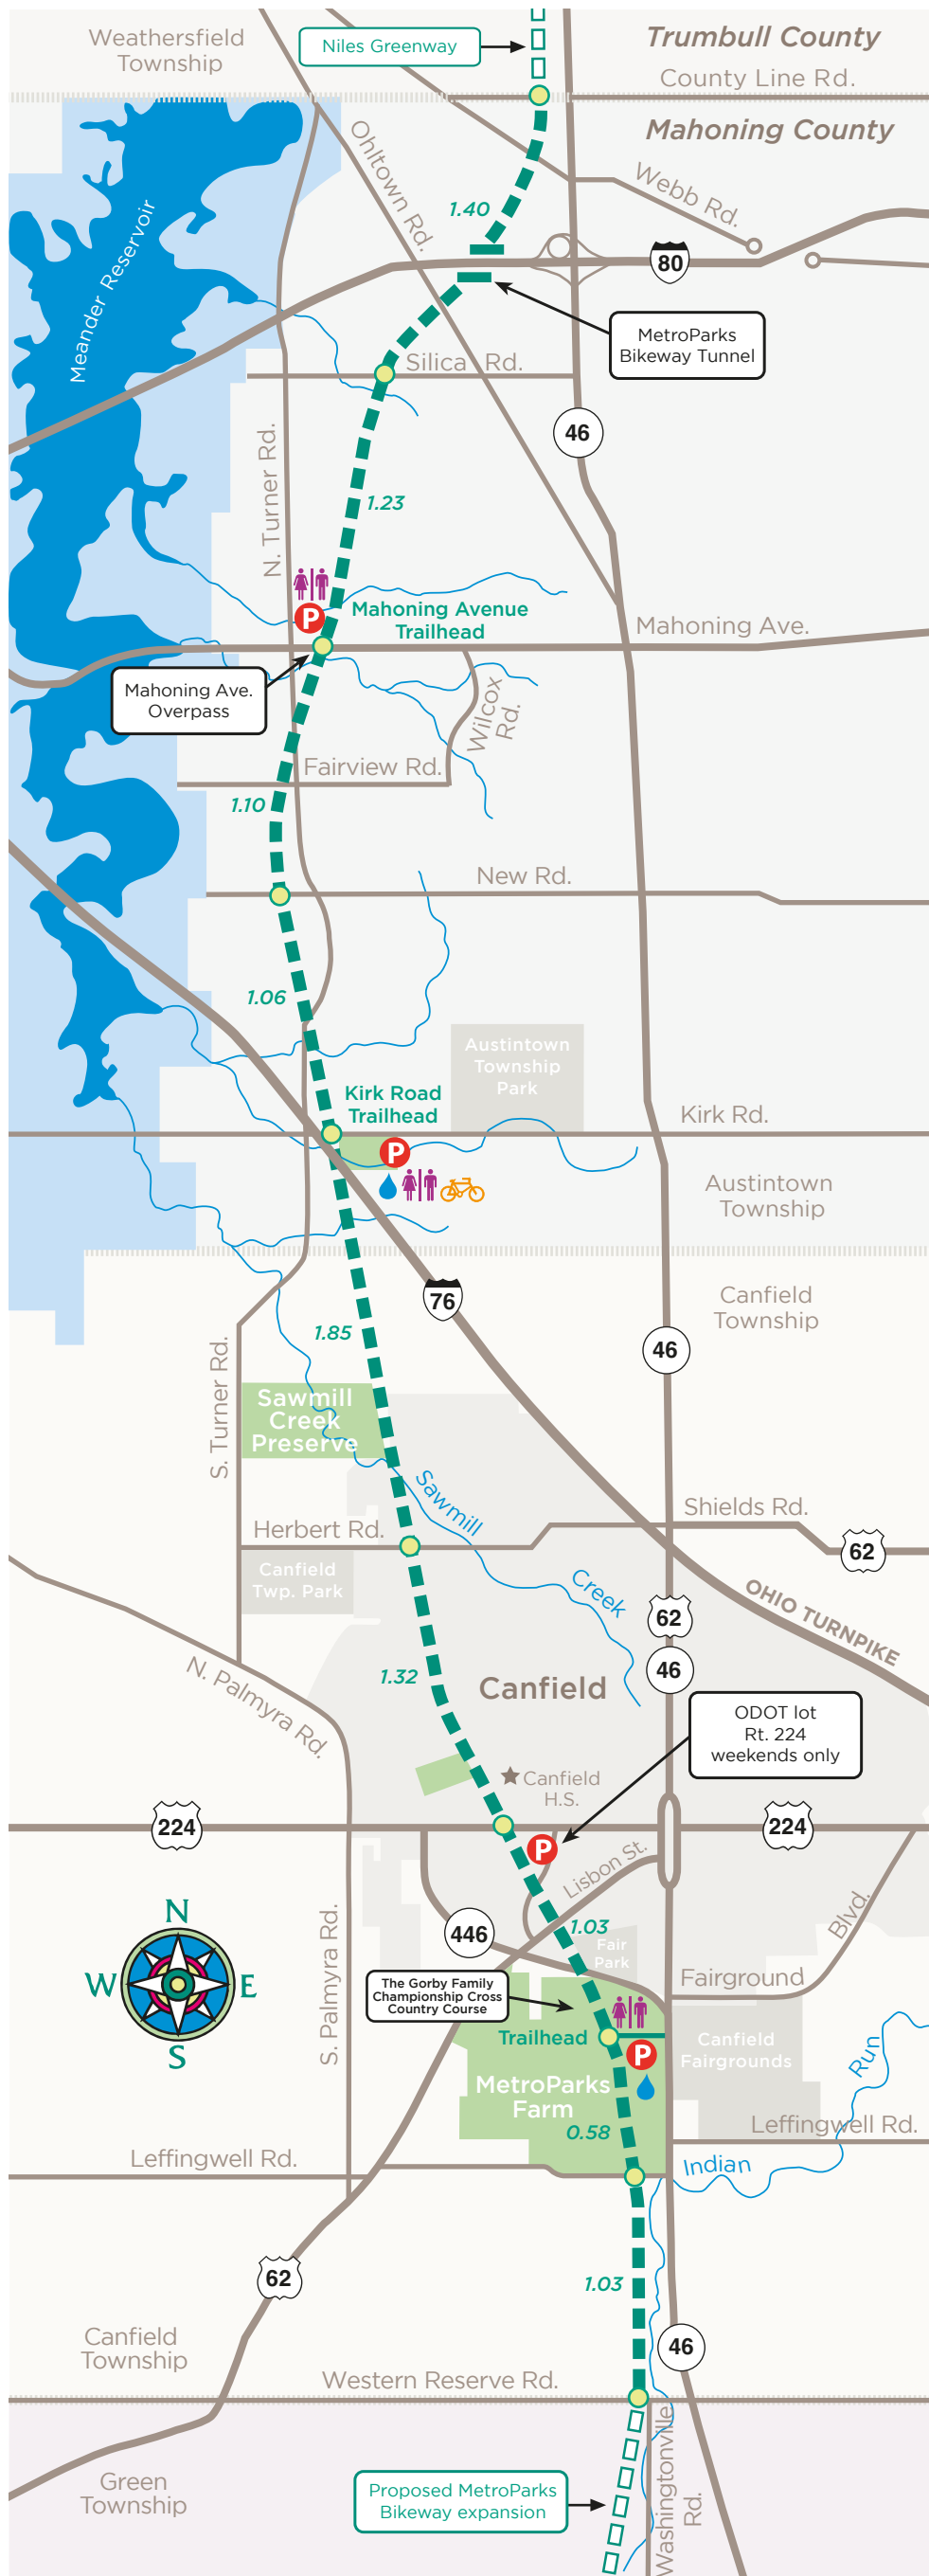 Weathersfield
Township
Niles Greenway
Trumbull County
County Line Rd.
Mahoning County
Ohltown Rd.
Webb Rd.
1.40
Meander Reservoir
80
MetroParks
Bikeway Tunnel
Silica Rd.
46
N. Turner Rd.
1.23
P
Mahoning Avenue
Trailhead
Mahoning Ave.
Mahoning Ave.
Overpass
Wilcox
Rd.
Fairview Rd.
1.10
New Rd.
1.06
Austintown
Township
Park
Kirk Road
Trailhead
Kirk Rd.
P
Austintown
Township
76
Canfield
Township
1.85
46
S. Turner Rd.
Sawmill
Creek
Preserve
Sawmill
Creek
Shields Rd.
Herbert Rd.
62
Canfield
Twp. Park
OHIO TURNPIKE
62
46
N. Palmyra Rd.
1.32
Canfield
ODOT lot
Rt. 224
weekends only
Canfield
H.S.
224
224
P
Lisbon St.
446
1.03
Fair
Park
Blvd.
Fairground
N
W
E
S
S. Palmyra Rd.
The Gorby Family
Championship Cross
Country Course
Trailhead
P
Canfield
Fairgrounds
Run
MetroParks
Farm
0.58
Leffingwell Rd.
Leffingwell Rd.
Indian
62
1.03
46
Canfield
Township
Western Reserve Rd.
Washingtonville
Rd.
Green
Township
Proposed MetroParks
Bikeway expansion